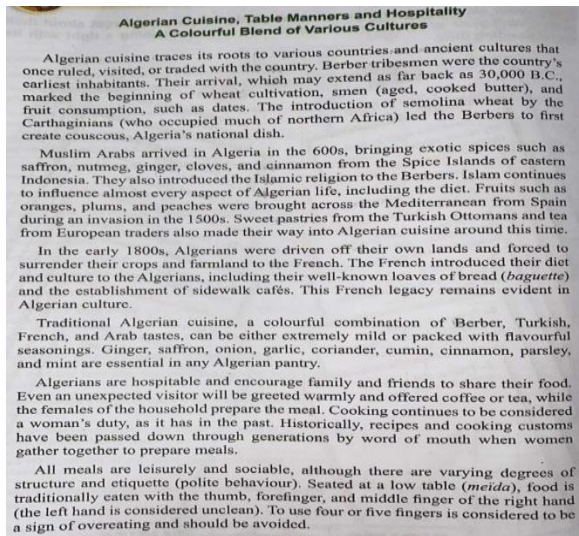 Algerian Cuisine, Table Manners and Hospitality
A Colourful Blend of Various Cultures
Algerian cuisine traces its roots to various countries and ancient cultures that
once ruled, visited, or traded with the country. Berber tribesmen were the country's
earliest inhabitants. Their arrival, which may extend as far back as 30,000 B.C.,
marked the beginning of wheat cultivation, smen (aged, cooked butter), and
fruit consumption, such as dates. The introduction of semolina wheat by the
Carthaginians (who occupied much of northern Africa) led the Berbers to first
create couscous, Algeria's national dish.
Muslim Arabs arrived in Algeria in the 600s, bringing exotic spices such as
saffron, nutmeg, ginger, cloves, and cinnamon from the Spice Islands of eastern
Indonesia. They also introduced the Islamic religion to the Berbers. Islam continues
to influence almost every aspect of Algerian life, including the diet. Fruits such as
oranges, plums, and peaches were brought across the Mediterranean from Spain
during an invasion in the 1500s. Sweet pastries from the Turkish Ottomans and tea
from European traders also made their way into Algerian cuisine around this time.
In the early 1800s, Algerians were driven off their own lands and forced to
surrender their crops and farmland to the French. The French introduced their diet
and culture to the Algerians, including their well-known loaves of bread (baguette)
and the establishment of sidewalk cafés. This French legacy remains evident in
Algerian culture.
Traditional Algerian cuisine, a colourful combination of Berber, Turkish,
French, and Arab tastes, can be either extremely mild or packed with flavourful
seasonings. Ginger, saffron, onion, garlic, coriander, cumin, cinnamon, parsley,
and mint are essential in any Algerian pantry.
Algerians are hospitable and encourage family and friends to share their food.
Even an unexpected visitor will be greeted warmly and offered coffee or tea, while
the females of the household prepare the meal. Cooking continues to be considered
a woman's duty, as it has in the past. Historically, recipes and cooking customs
have been passed down through generations by word of mouth when women
gather together to prepare meals.
All meals are leisurely and sociable, although there are varying degrees of
structure and etiquette (polite behaviour). Seated at a low table (meïda), food is
traditionally eaten with the thumb, forefinger, and middle finger of the right hand
(the left hand is considered unclean). To use four or five fingers is considered to be
a sign of overeating and should be avoided.